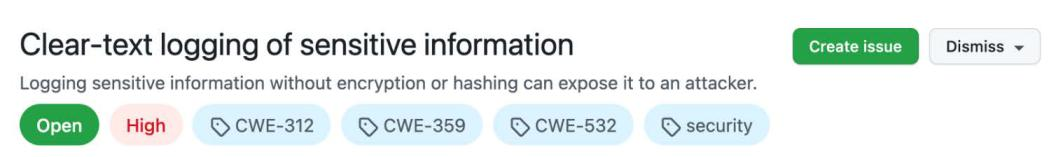 Clear-text logging of sensitive information
Create issue
Dismiss
Logging sensitive information without encryption or hashing can expose it to an attacker.
Open
High
CWE-312
CWE-359
CWE-532
security